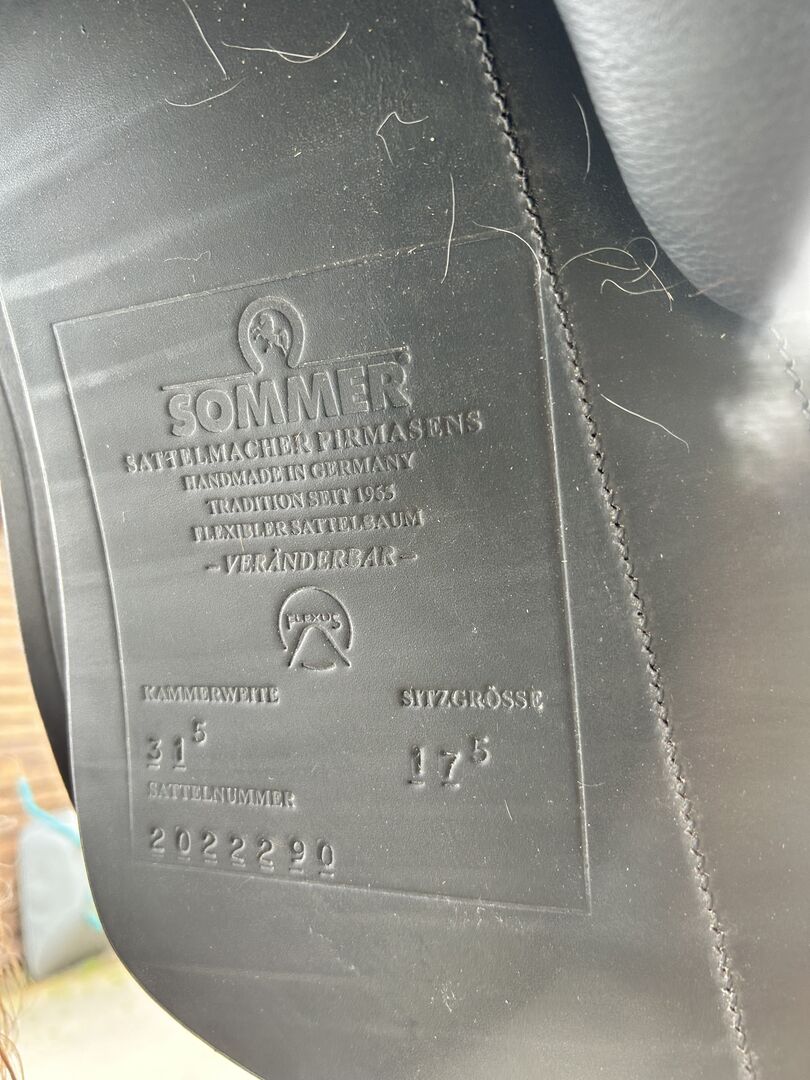 SOMMER®
SATTELMACHER PIRMASENS
HANDMADE IN GERMANY
TRADITION SEIT 1955
FLEXIBLER SATTELBAUM
-VERÄNDERBAR-
FLEXUS
KAMMERWEITE SITZGRÖSSE
31⁵ 17⁵
SATTELNUMMER
2022290